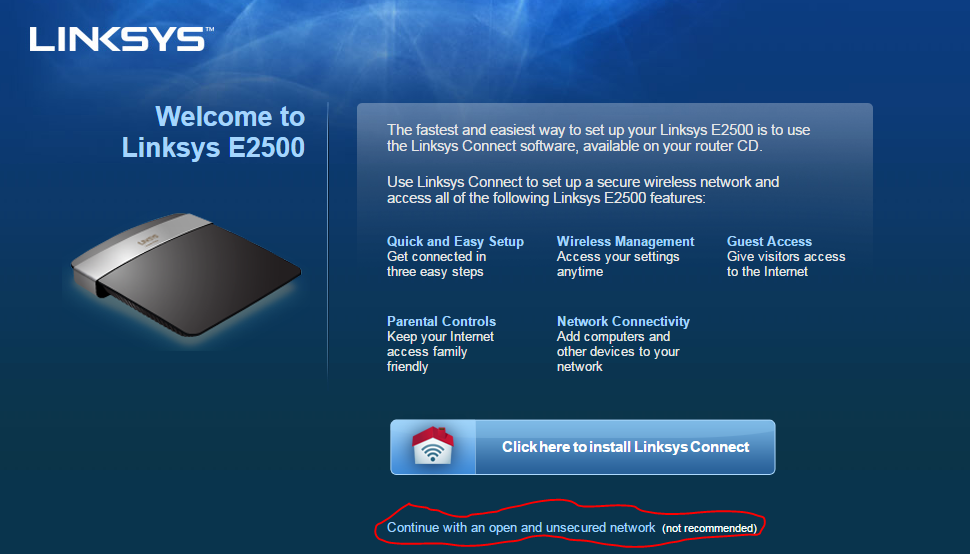 LINKSYS™
Welcome to
Linksys E2500
The fastest and easiest way to set up your Linksys E2500 is to use
the Linksys Connect software, available on your router CD.
Use Linksys Connect to set up a secure wireless network and
access all of the following Linksys E2500 features:
Quick and Easy Setup
Get connected in
three easy steps
Wireless Management
Access your settings
anytime
Guest Access
Give visitors access
to the Internet
Parental Controls
Keep your Internet
access family
friendly
Network Connectivity
Add computers and
other devices to your
network
Click here to install Linksys Connect
Continue with an open and unsecured network (not recommended)